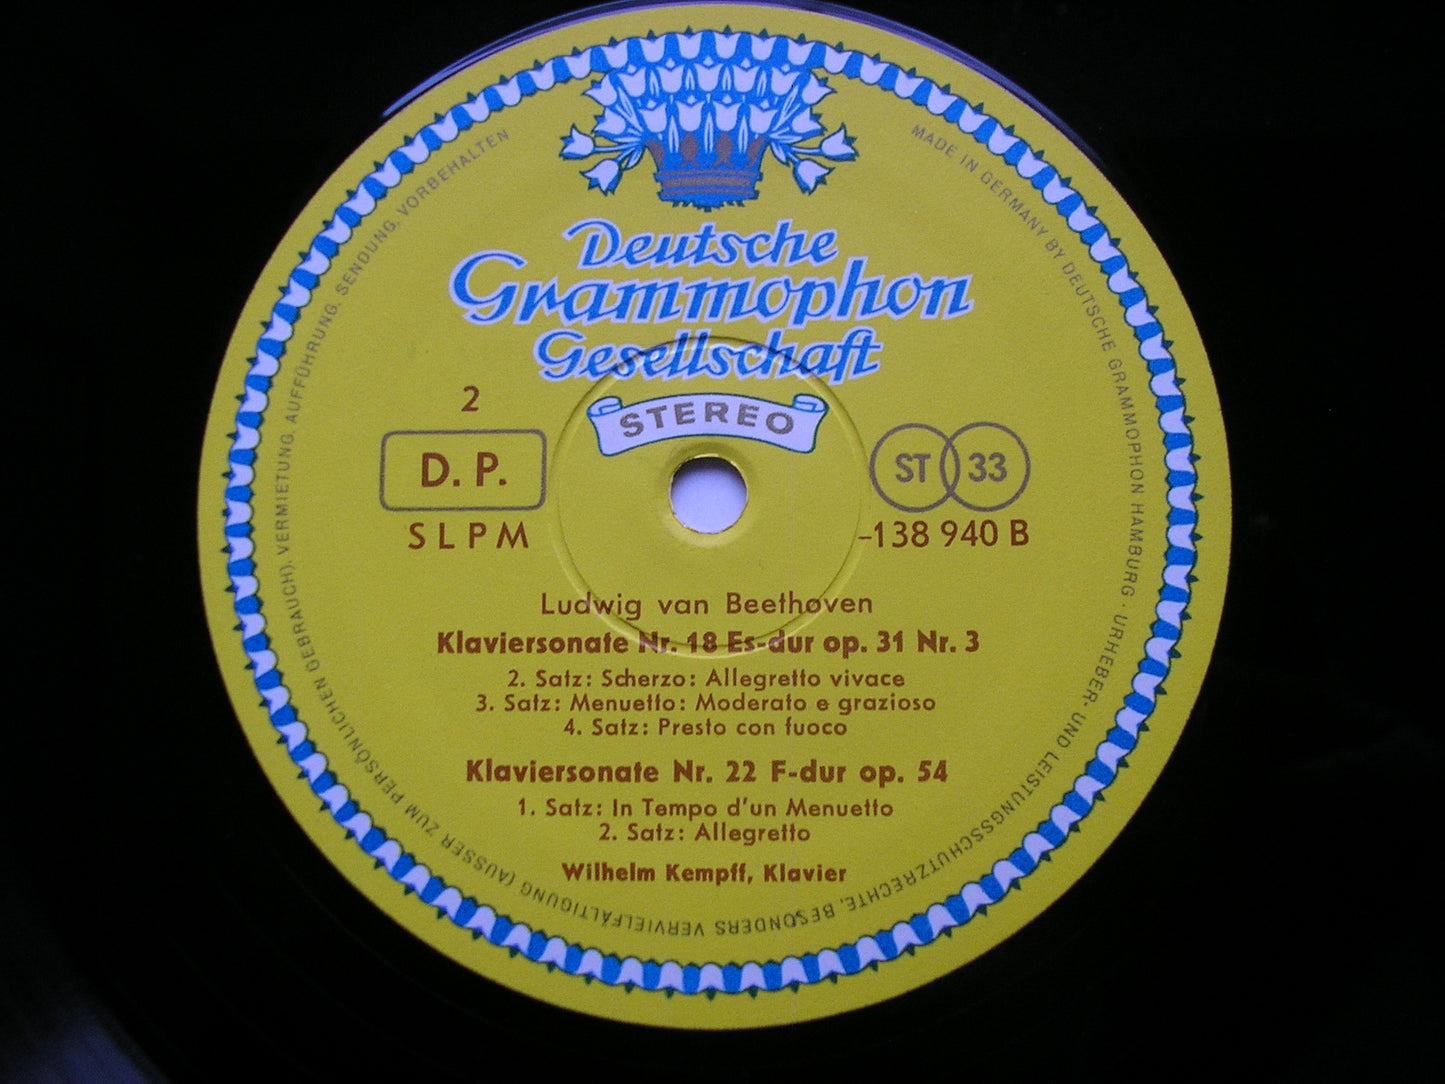 Deutsche
Grammophon
Gesellschaft
STEREO
2
D. P.
SLPM
ST 33
–138 940 B
Ludwig van Beethoven
Klaviersonate Nr. 18 Es-dur op. 31 Nr. 3
2. Satz: Scherzo: Allegretto vivace
3. Satz: Menuetto: Moderato e grazioso
4. Satz: Presto con fuoco
Klaviersonate Nr. 22 F-dur op. 54
1. Satz: In Tempo d'un Menuetto
2. Satz: Allegretto
Wilhelm Kempff, Klavier
MADE IN GERMANY BY DEUTSCHE GRAMMOPHON HAMBURG · URHEBER- UND LEISTUNGSSCHUTZRECHTE, BESONDERS VERVIELFÄLTIGUNG (AUSSER ZUM PERSÖNLICHEN GEBRAUCH), VERMIETUNG, AUFFÜHRUNG, SENDUNG, VORBEHALTEN